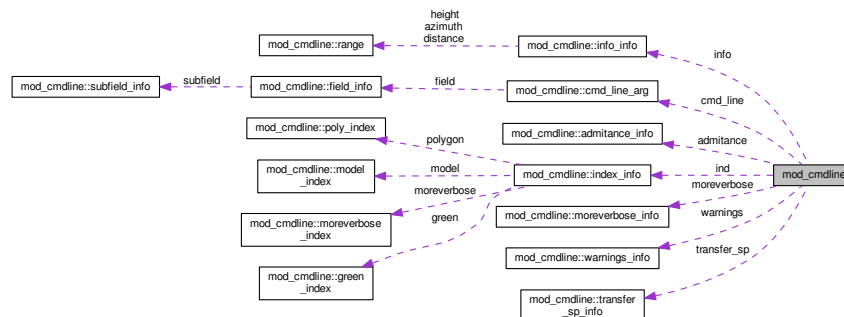 height
azimuth
distance
mod_cmdline::range
mod_cmdline::info_info
info
mod_cmdline::subfield_info
subfield
mod_cmdline::field_info
field
mod_cmdline::cmd_line_arg
cmd_line
mod_cmdline::poly_index
polygon
mod_cmdline::admitance_info
admitance
mod_cmdline::model
_index
model
mod_cmdline::index_info
ind
mod_cmdline
moreverbose
mod_cmdline::moreverbose
_index
green
moreverbose
mod_cmdline::moreverbose_info
warnings
mod_cmdline::green
_index
mod_cmdline::warnings_info
transfer_sp
mod_cmdline::transfer
_sp_info